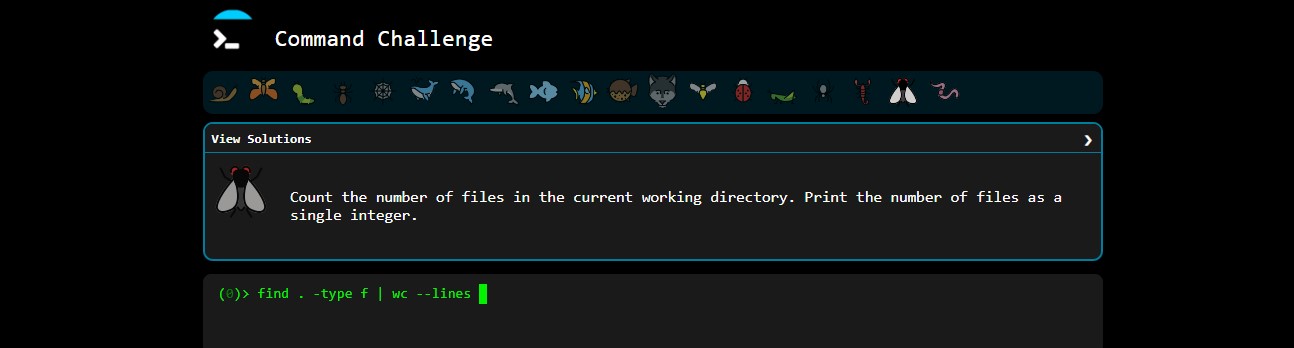 Command Challenge
View Solutions
Count the number of files in the current working directory. Print the number of files as a
single integer.
(0)> find . -type f | wc --lines